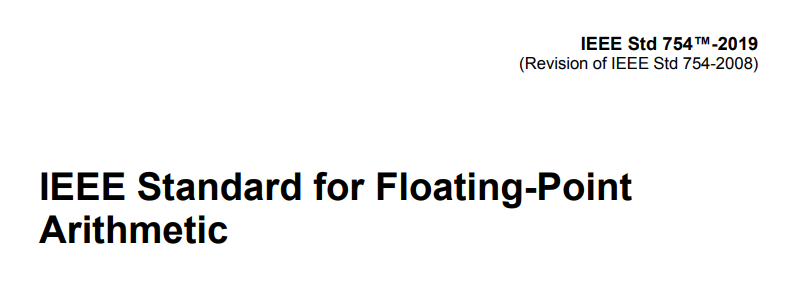 IEEE Std 754™-2019
(Revision of IEEE Std 754-2008)
IEEE Standard for Floating-Point
Arithmetic